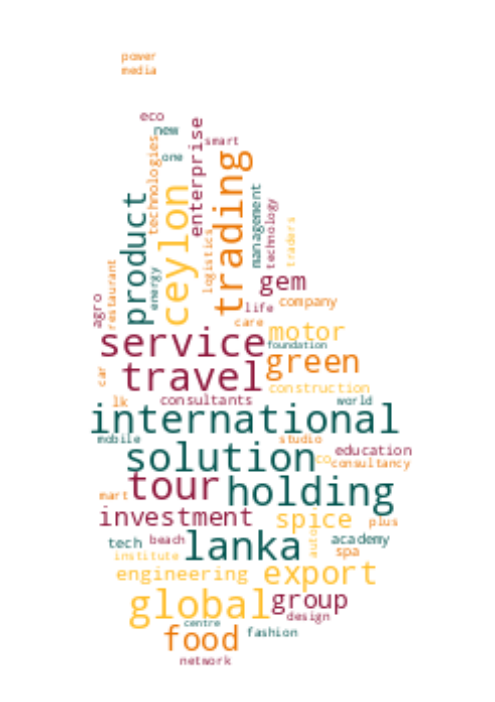 power
media
eco
new
smart
one
technologies
enterprise
trading
ceylon
product
management
technology
traders
logistics
energy
restaurant
agro
gem
life
company
care
motor
service
foundation
green
travel
car
construction
lk
consultants
world
international
mobile
studio
solution
education
co
consultancy
tour
holding
mart
investment
spice
plus
auto
tech
beach
lanka
academy
spa
institute
engineering
export
global
group
design
centre
food
fashion
network